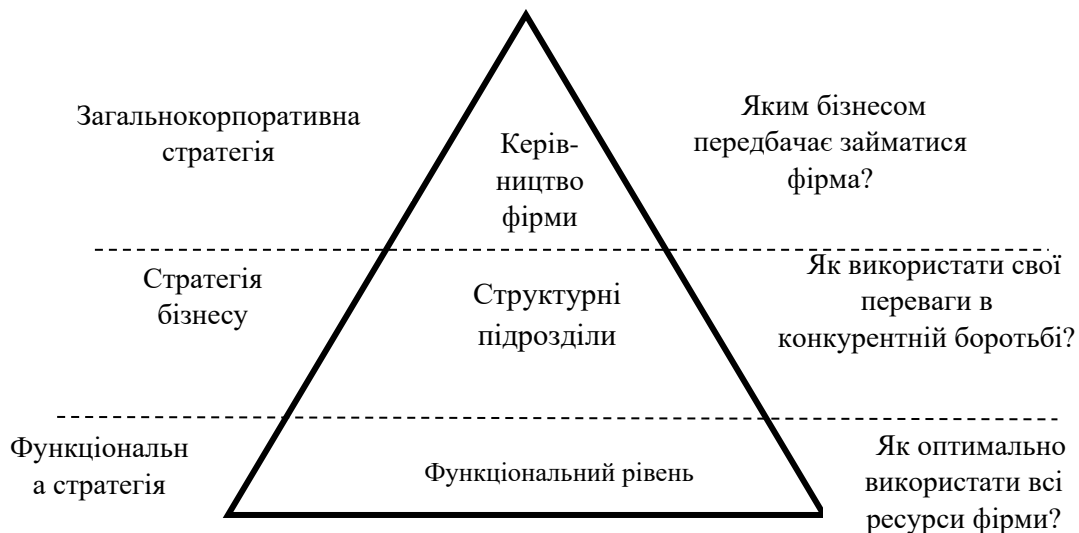 Загальнокорпоративна
стратегія
Керів-
ництво
фірми
Яким бізнесом
передбачає займатися
фірма?
Стратегія
бізнесу
Структурні
підрозділи
Як використати свої
переваги в
конкурентній боротьбі?
Функціональн
а стратегія
Функціональний рівень
Як оптимально
використати всі
ресурси фірми?